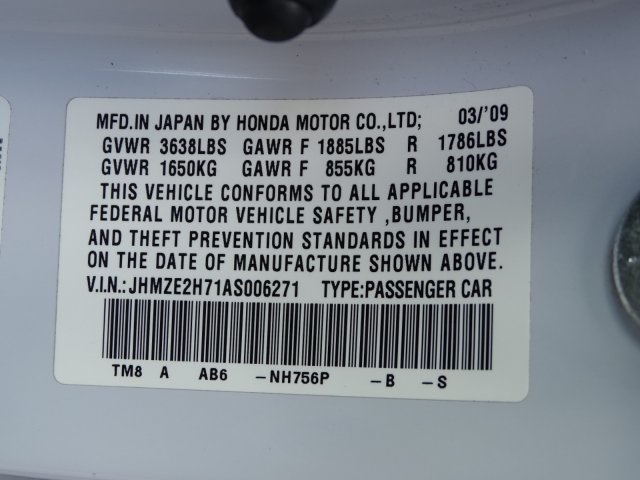 MFD.IN JAPAN BY HONDA MOTOR CO.,LTD; 03/'09
GVWR 3638LBS GAWR F 1885LBS R 1786LBS
GVWR 1650KG GAWR F 855KG R 810KG
THIS VEHICLE CONFORMS TO ALL APPLICABLE
FEDERAL MOTOR VEHICLE SAFETY ,BUMPER,
AND THEFT PREVENTION STANDARDS IN EFFECT
ON THE DATE OF MANUFACTURE SHOWN ABOVE.
V.I.N.:JHMZE2H71AS006271 TYPE:PASSENGER CAR
TM8 A AB6 –NH756P –B –S